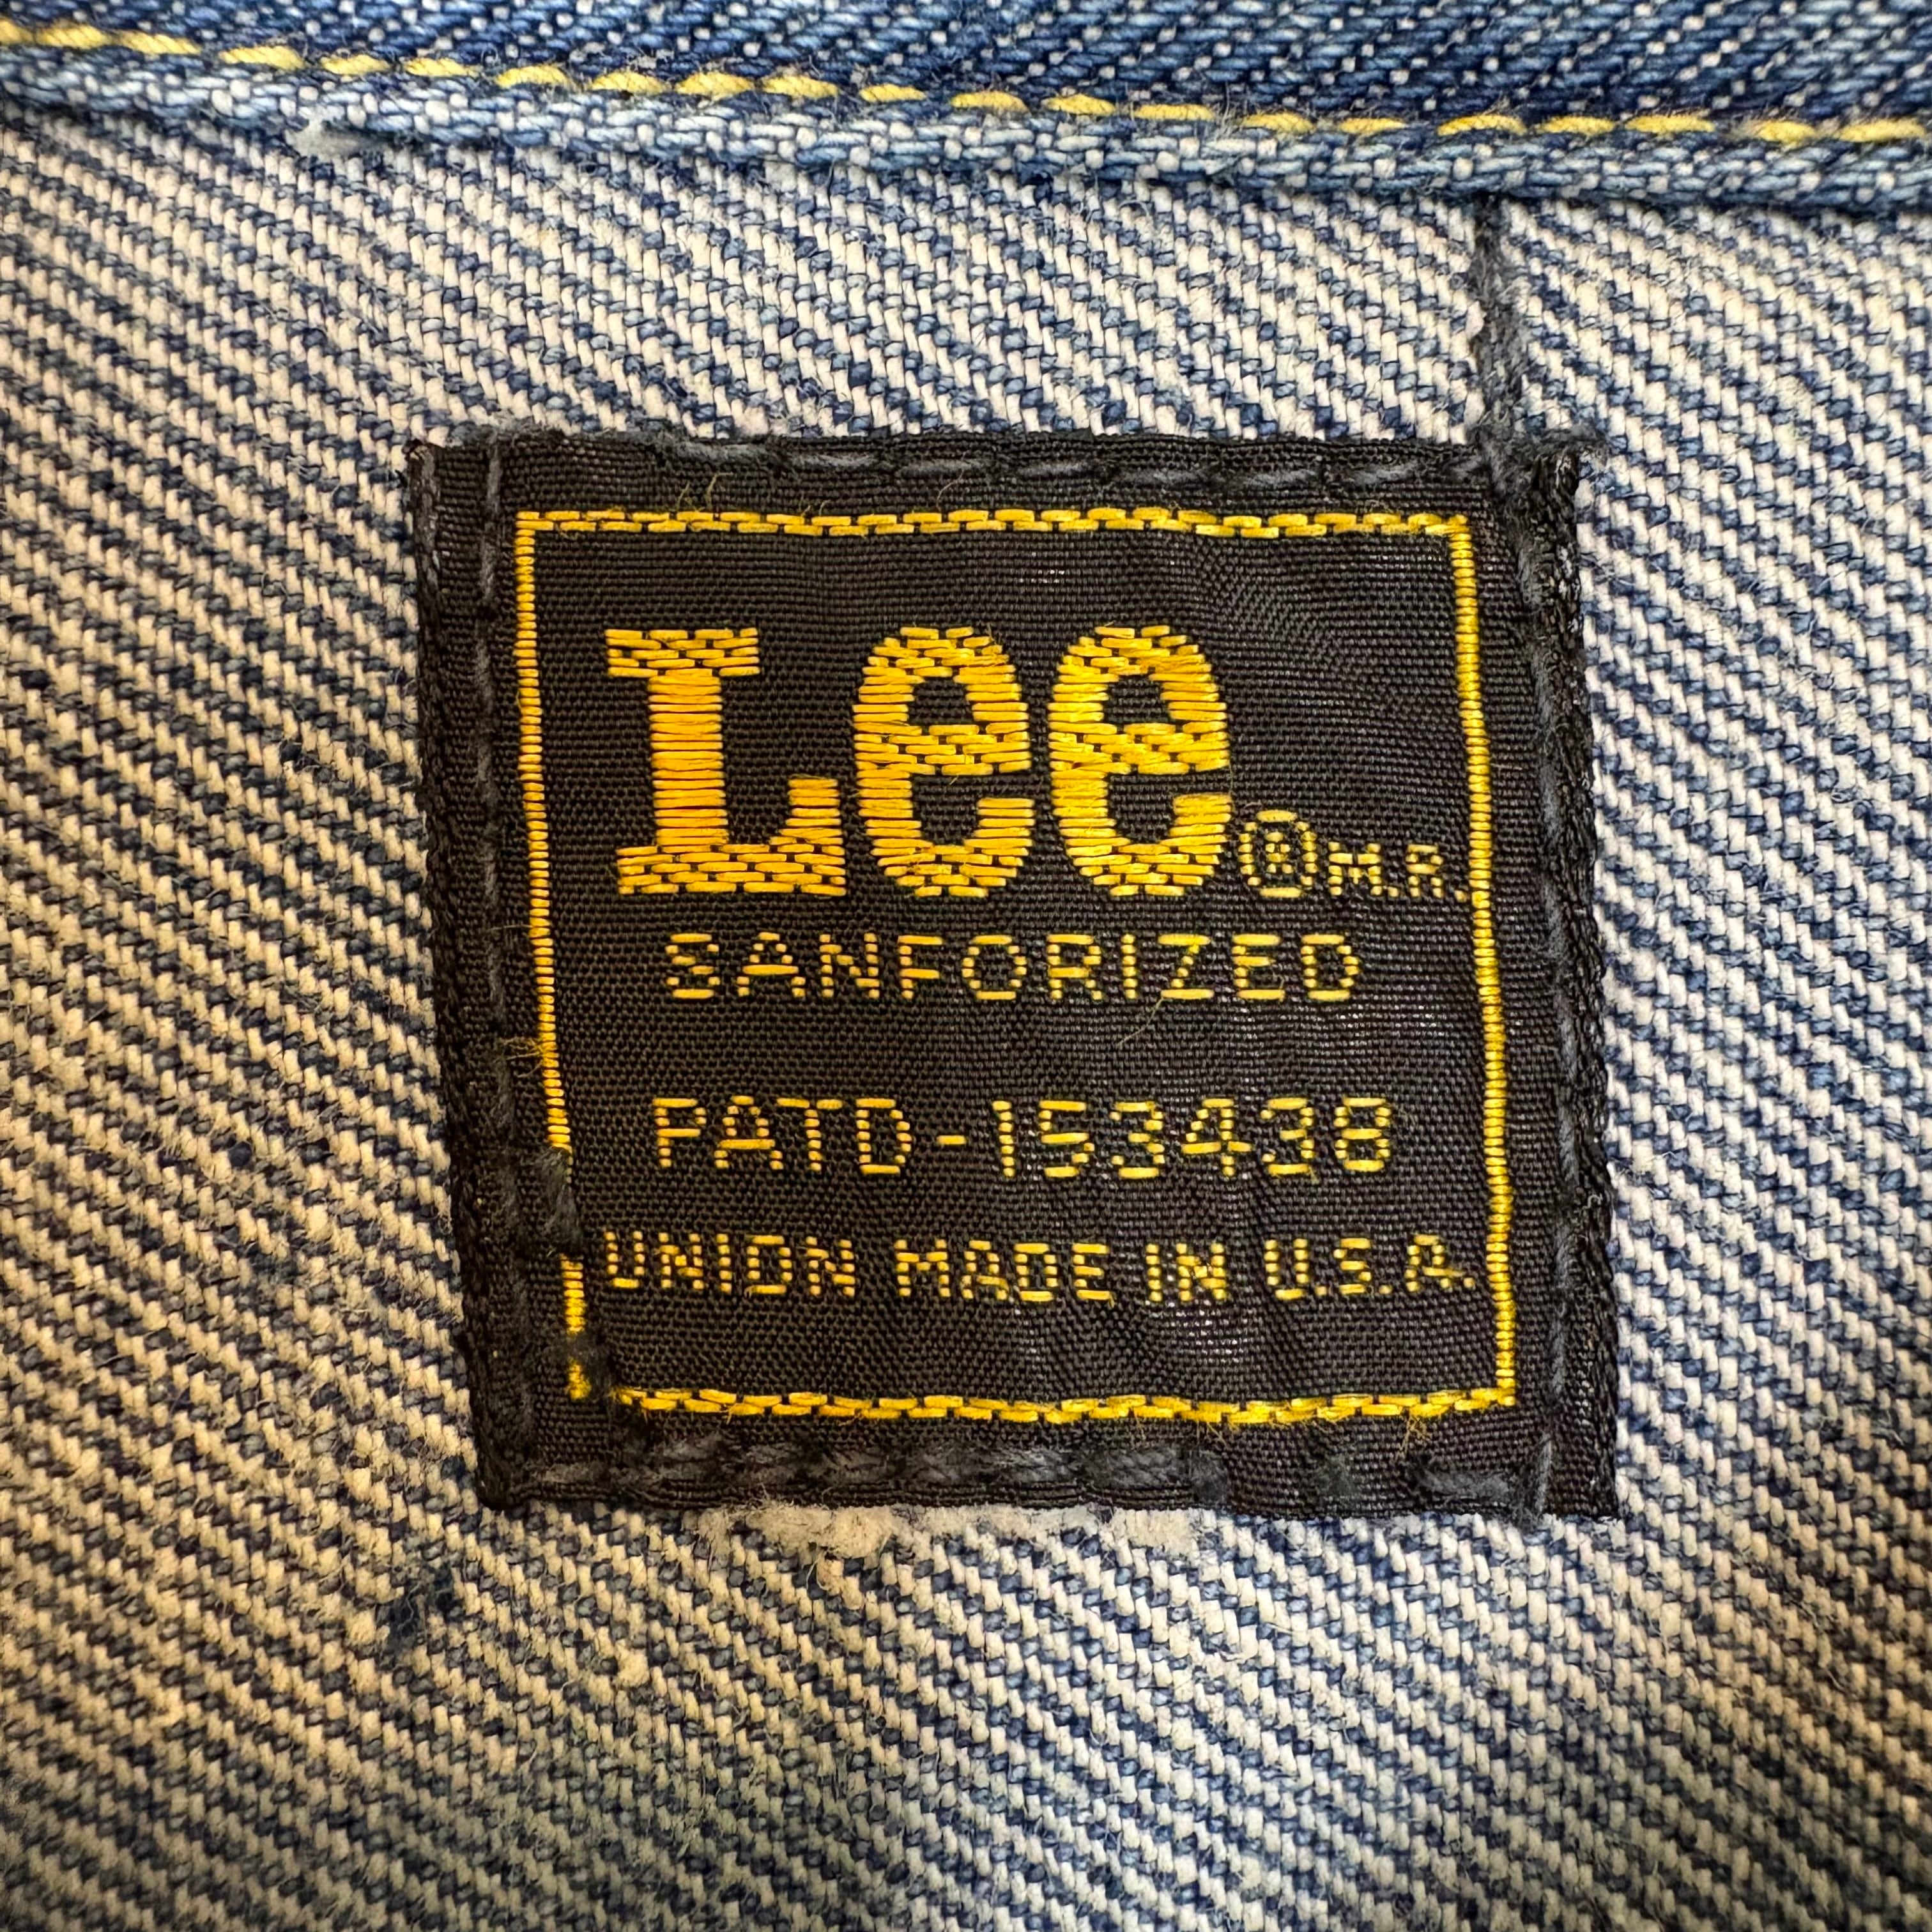 Lee® M.R.
SANFORIZED
PATD-153438
UNION MADE IN U.S.A.